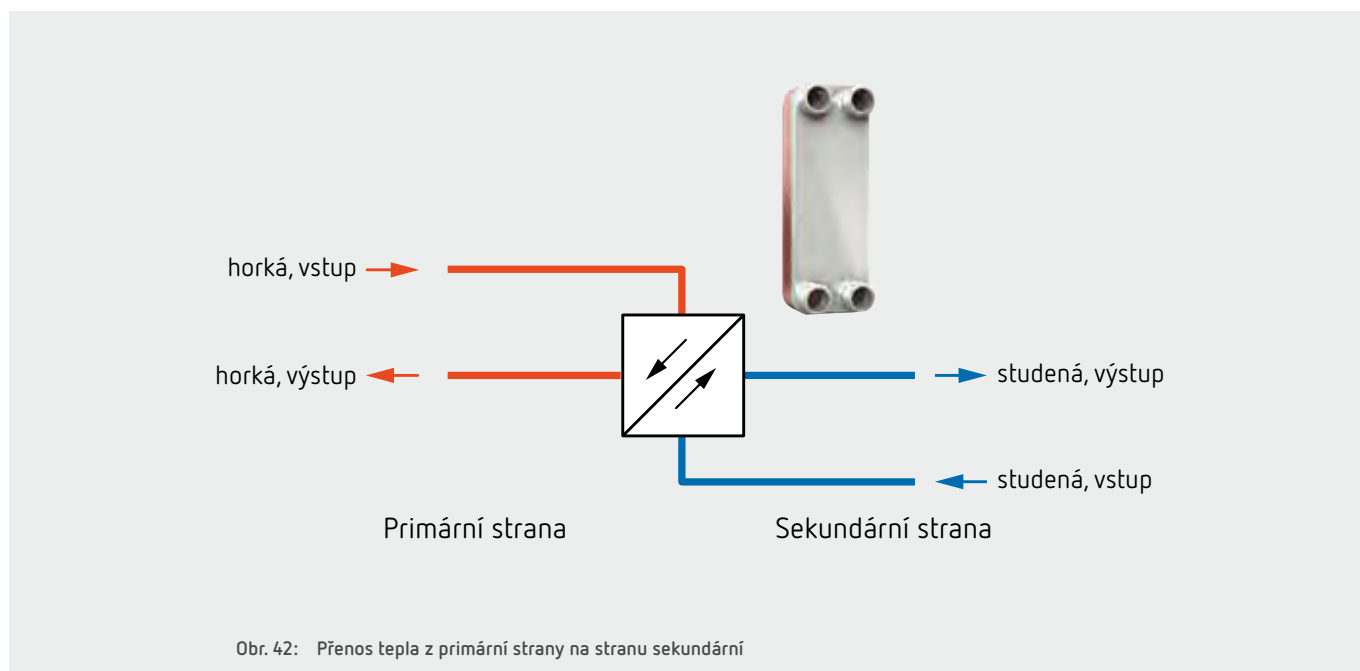 horká, vstup
horká, výstup
studená, výstup
studená, vstup
Primární strana
Sekundární strana
Obr. 42: Přenos tepla z primární strany na stranu sekundární